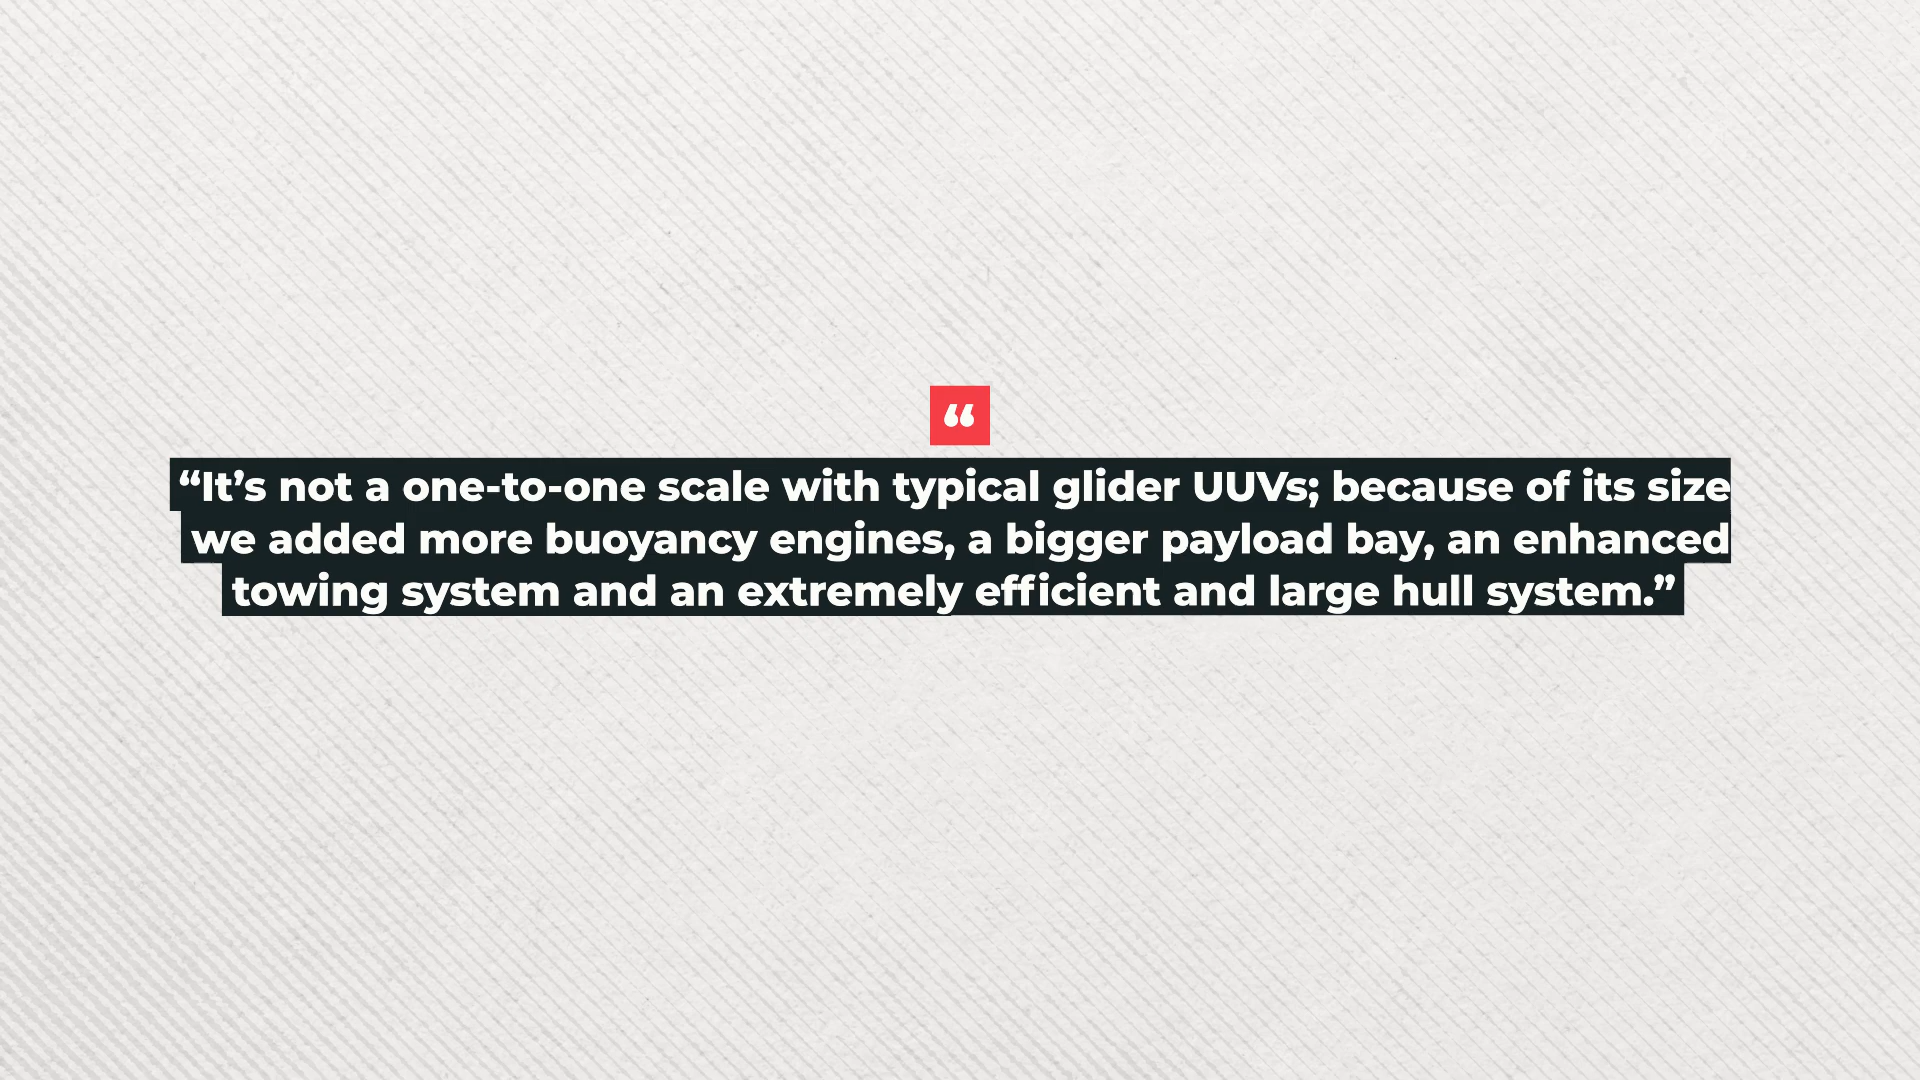 “
“It’s not a one-to-one scale with typical glider UUVs; because of its size
we added more buoyancy engines, a bigger payload bay, an enhanced
towing system and an extremely efficient and large hull system.”